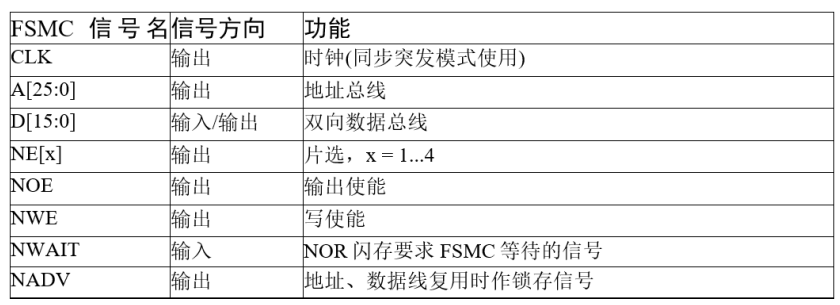 FSMC 信号名 信号方向 功能
CLK 输出 时钟(同步突发模式使用)
A[25:0] 输出 地址总线
D[15:0] 输入/输出 双向数据总线
NE[x] 输出 片选，x = 1...4
NOE 输出 输出使能
NWE 输出 写使能
NWAIT 输入 NOR 闪存要求 FSMC 等待的信号
NADV 输出 地址、数据线复用时作锁存信号